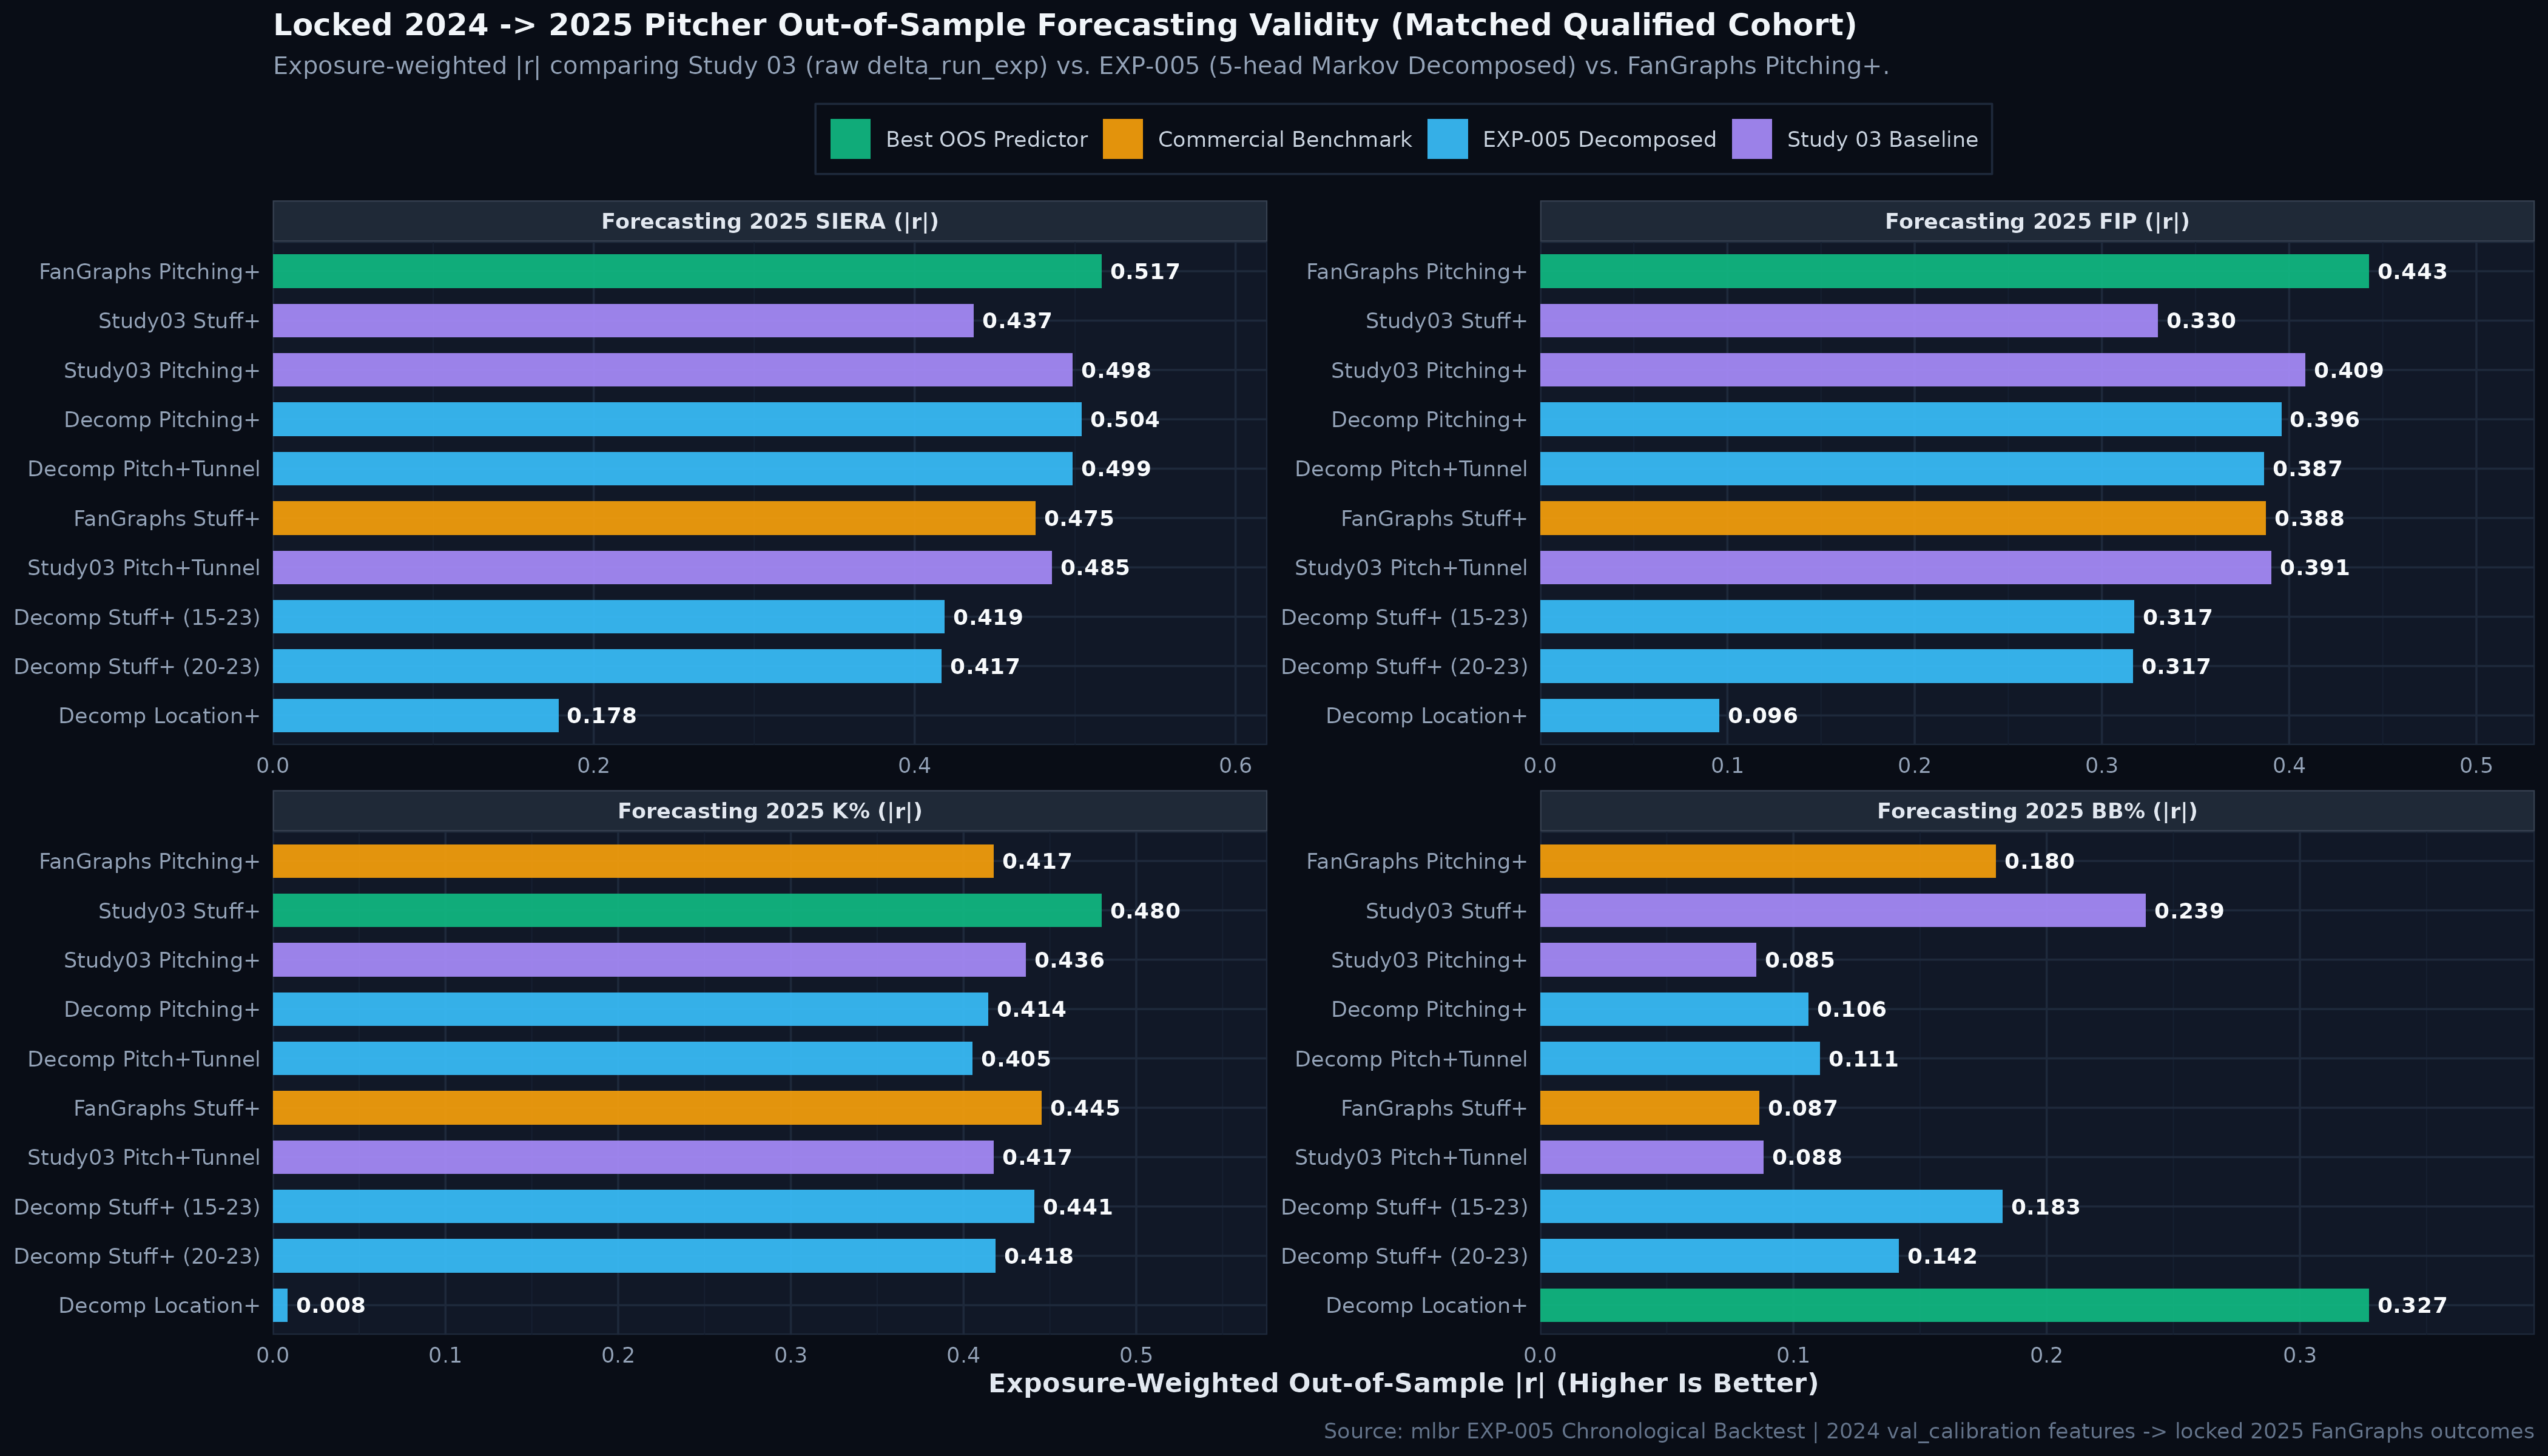 Locked 2024 -> 2025 Pitcher Out-of-Sample Forecasting Validity (Matched Qualified Cohort)
Exposure-weighted |r| comparing Study 03 (raw delta_run_exp) vs. EXP-005 (5-head Markov Decomposed) vs. FanGraphs Pitching+.
Best OOS Predictor
Commercial Benchmark
EXP-005 Decomposed
Study 03 Baseline
Forecasting 2025 SIERA (|r|)
FanGraphs Pitching+ 0.517
Study03 Stuff+ 0.437
Study03 Pitching+ 0.498
Decomp Pitching+ 0.504
Decomp Pitch+Tunnel 0.499
FanGraphs Stuff+ 0.475
Study03 Pitch+Tunnel 0.485
Decomp Stuff+ (15-23) 0.419
Decomp Stuff+ (20-23) 0.417
Decomp Location+ 0.178
0.0 0.2 0.4 0.6
Forecasting 2025 FIP (|r|)
FanGraphs Pitching+ 0.443
Study03 Stuff+ 0.330
Study03 Pitching+ 0.409
Decomp Pitching+ 0.396
Decomp Pitch+Tunnel 0.387
FanGraphs Stuff+ 0.388
Study03 Pitch+Tunnel 0.391
Decomp Stuff+ (15-23) 0.317
Decomp Stuff+ (20-23) 0.317
Decomp Location+ 0.096
0.0 0.1 0.2 0.3 0.4 0.5
Forecasting 2025 K% (|r|)
FanGraphs Pitching+ 0.417
Study03 Stuff+ 0.480
Study03 Pitching+ 0.436
Decomp Pitching+ 0.414
Decomp Pitch+Tunnel 0.405
FanGraphs Stuff+ 0.445
Study03 Pitch+Tunnel 0.417
Decomp Stuff+ (15-23) 0.441
Decomp Stuff+ (20-23) 0.418
Decomp Location+ 0.008
0.0 0.1 0.2 0.3 0.4 0.5
Forecasting 2025 BB% (|r|)
FanGraphs Pitching+ 0.180
Study03 Stuff+ 0.239
Study03 Pitching+ 0.085
Decomp Pitching+ 0.106
Decomp Pitch+Tunnel 0.111
FanGraphs Stuff+ 0.087
Study03 Pitch+Tunnel 0.088
Decomp Stuff+ (15-23) 0.183
Decomp Stuff+ (20-23) 0.142
Decomp Location+ 0.327
0.0 0.1 0.2 0.3
Exposure-Weighted Out-of-Sample |r| (Higher Is Better)
Source: mlbr EXP-005 Chronological Backtest | 2024 val_calibration features -> locked 2025 FanGraphs outcomes